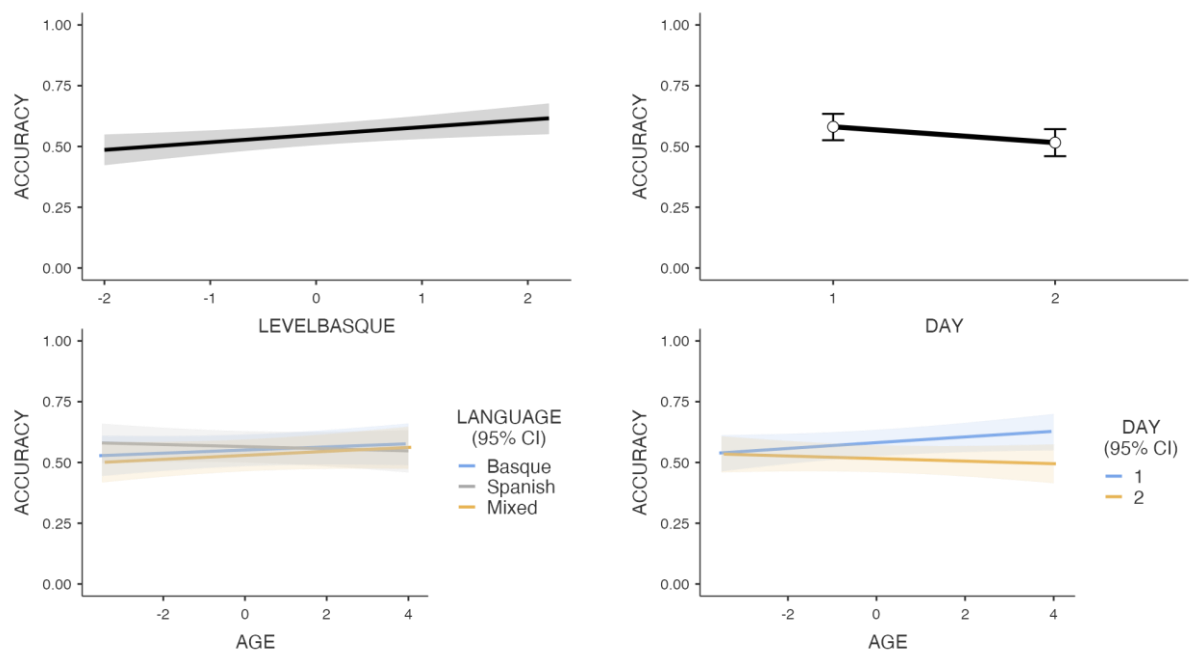 1.00
0.75
0.50
0.25
0.00
ACCURACY
-2
-1
0
1
2
LEVELBASQUE
1.00
0.75
0.50
0.25
0.00
ACCURACY
1
2
DAY
1.00
0.75
0.50
0.25
0.00
ACCURACY
-2
0
2
4
AGE
LANGUAGE
(95% CI)
Basque
Spanish
Mixed
1.00
0.75
0.50
0.25
0.00
ACCURACY
-2
0
2
4
AGE
DAY
(95% CI)
1
2